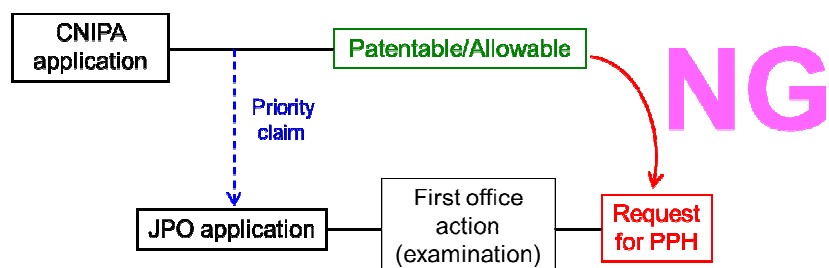 CNIPA
application
Patentable/Allowable
NG
Priority
claim
JPO application
First office
action
(examination)
Request
for PPH